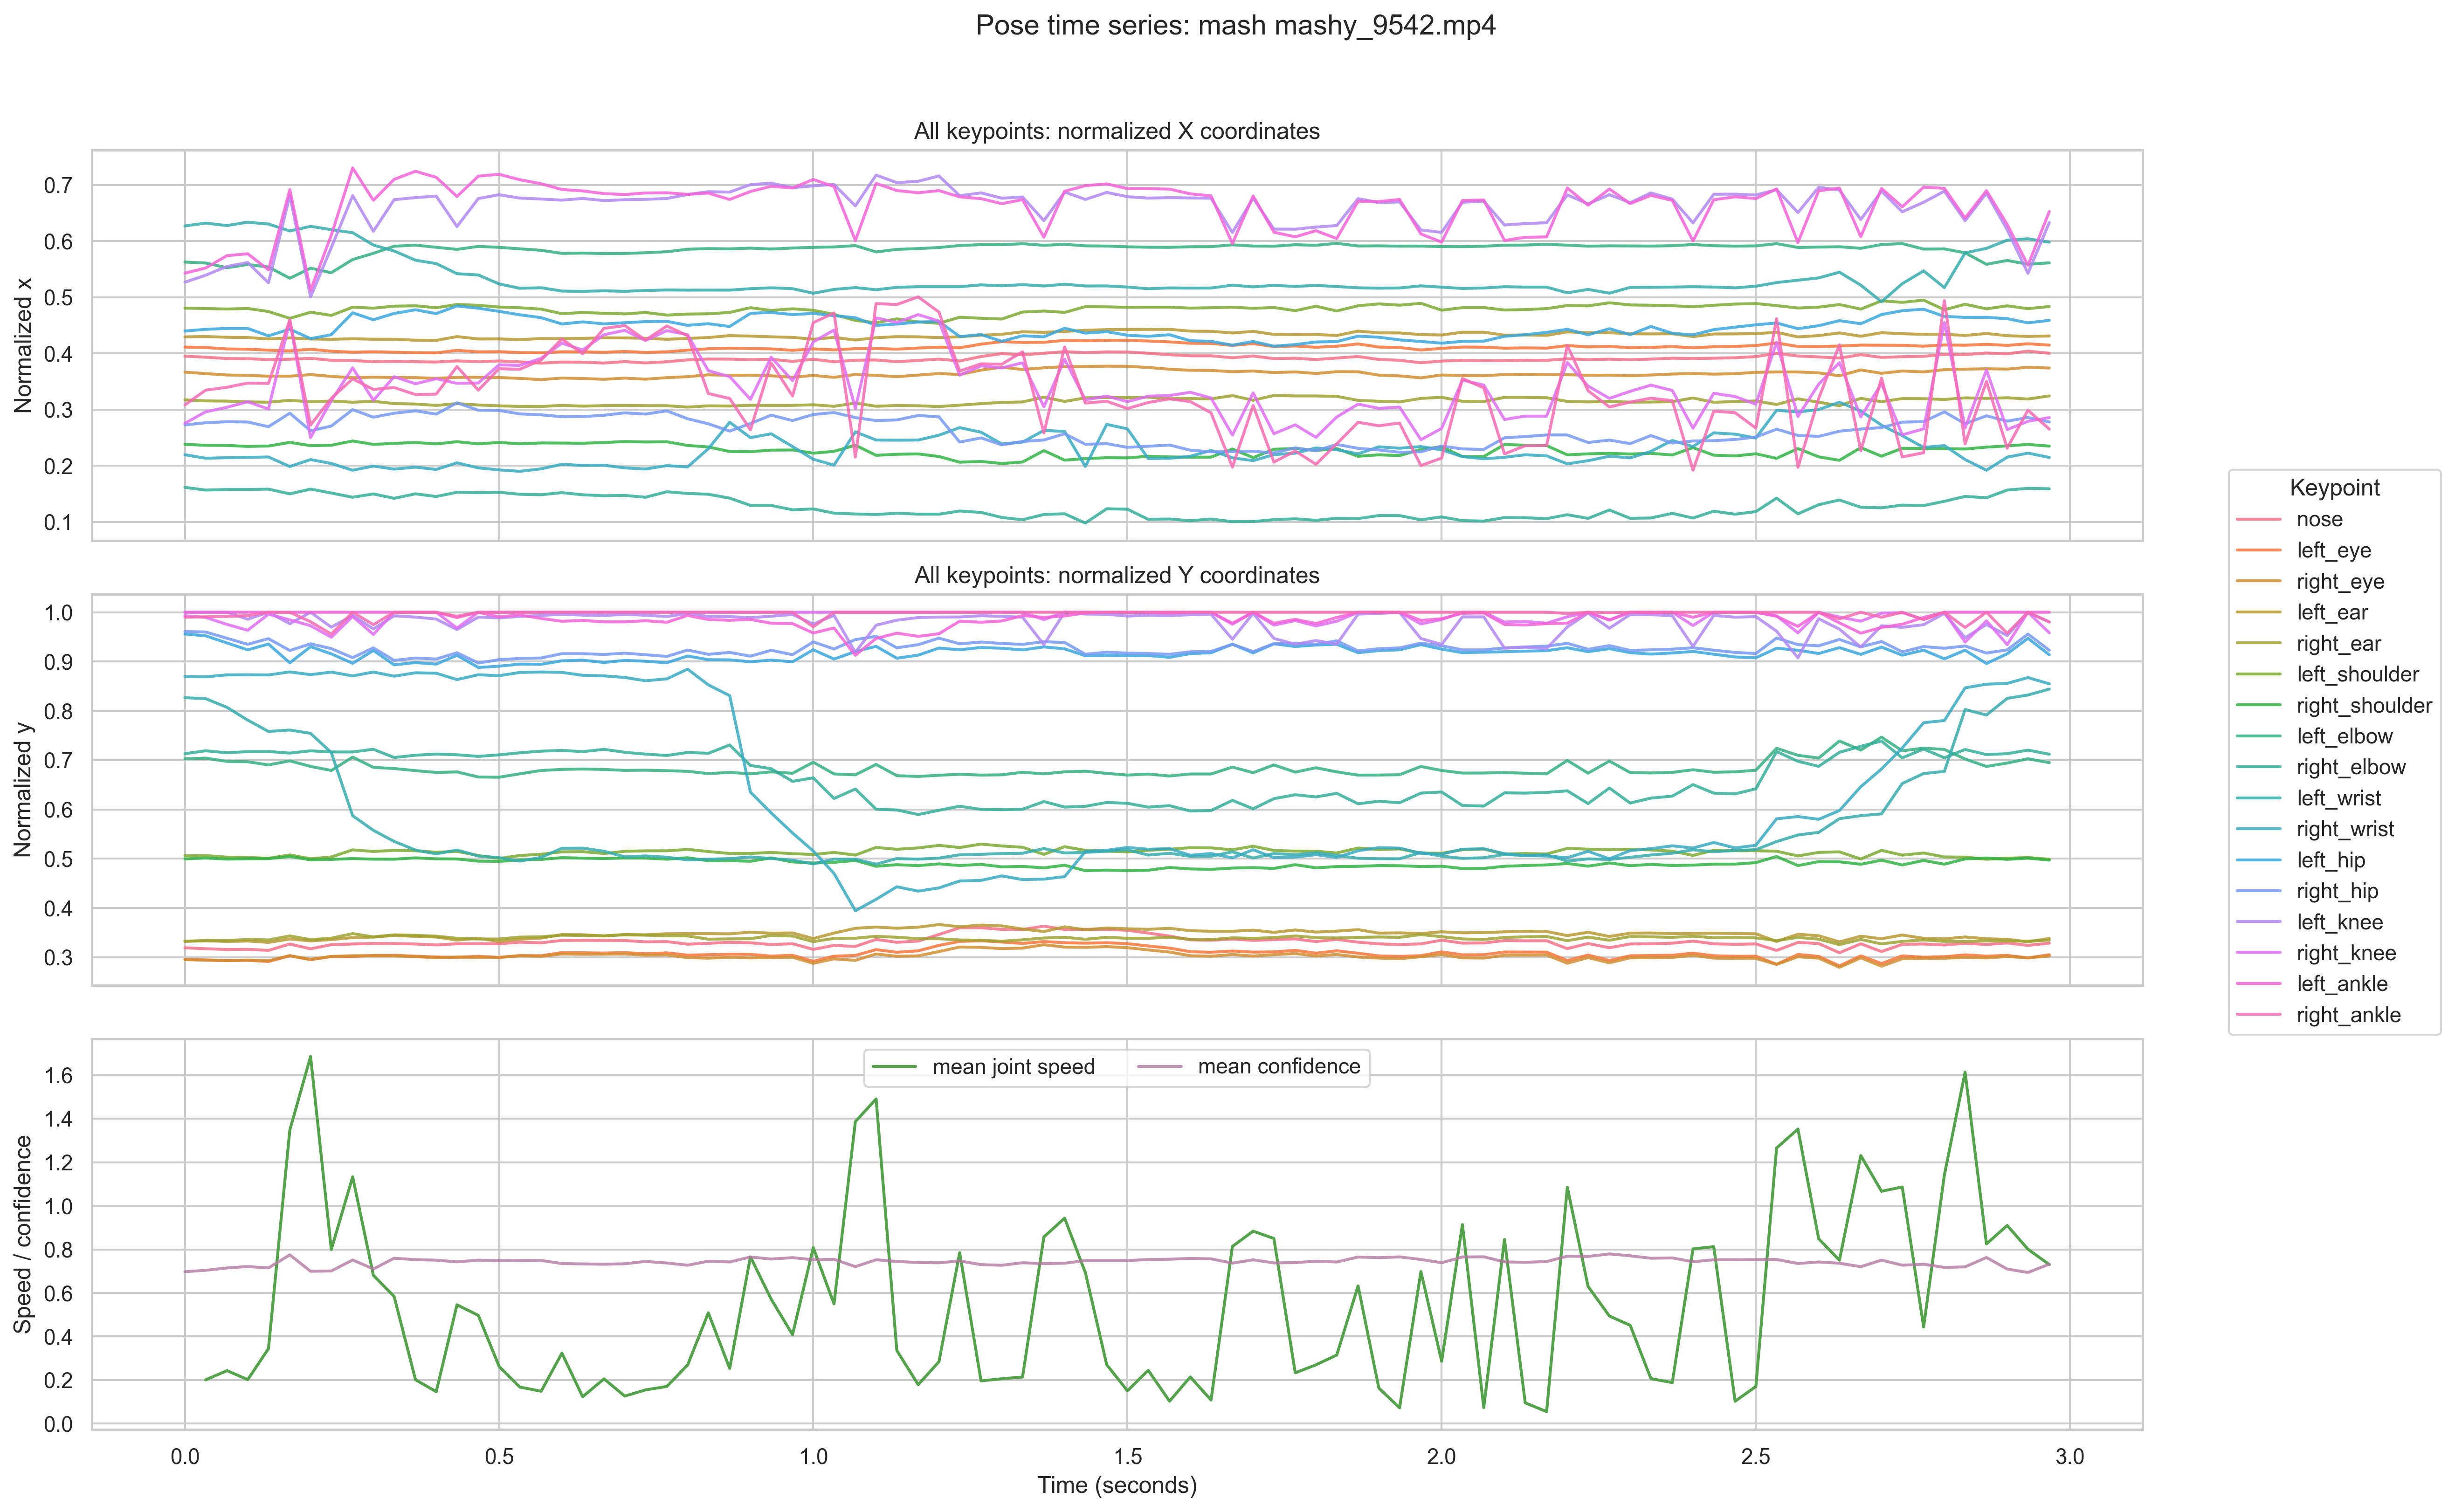 Pose time series: mash mashy_9542.mp4
All keypoints: normalized X coordinates
Normalized x
0.7
0.6
0.5
0.4
0.3
0.2
0.1
All keypoints: normalized Y coordinates
Normalized y
1.0
0.9
0.8
0.7
0.6
0.5
0.4
0.3
Speed / confidence
1.6
1.4
1.2
1.0
0.8
0.6
0.4
0.2
0.0
mean joint speed
mean confidence
0.0
0.5
1.0
1.5
2.0
2.5
3.0
Time (seconds)
Keypoint
nose
left_eye
right_eye
left_ear
right_ear
left_shoulder
right_shoulder
left_elbow
right_elbow
left_wrist
right_wrist
left_hip
right_hip
left_knee
right_knee
left_ankle
right_ankle